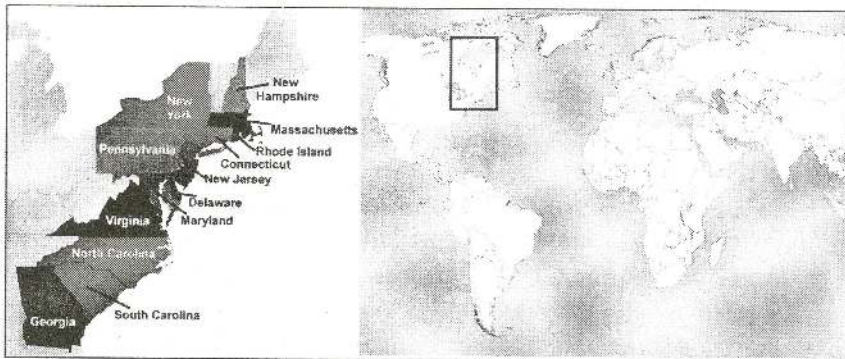 New
Hampshire
New
York
Massachusetts
Rhode Island
Pennsylvania
Connecticut
New Jersey
Delaware
Maryland
Virginia
North Carolina
South Carolina
Georgia